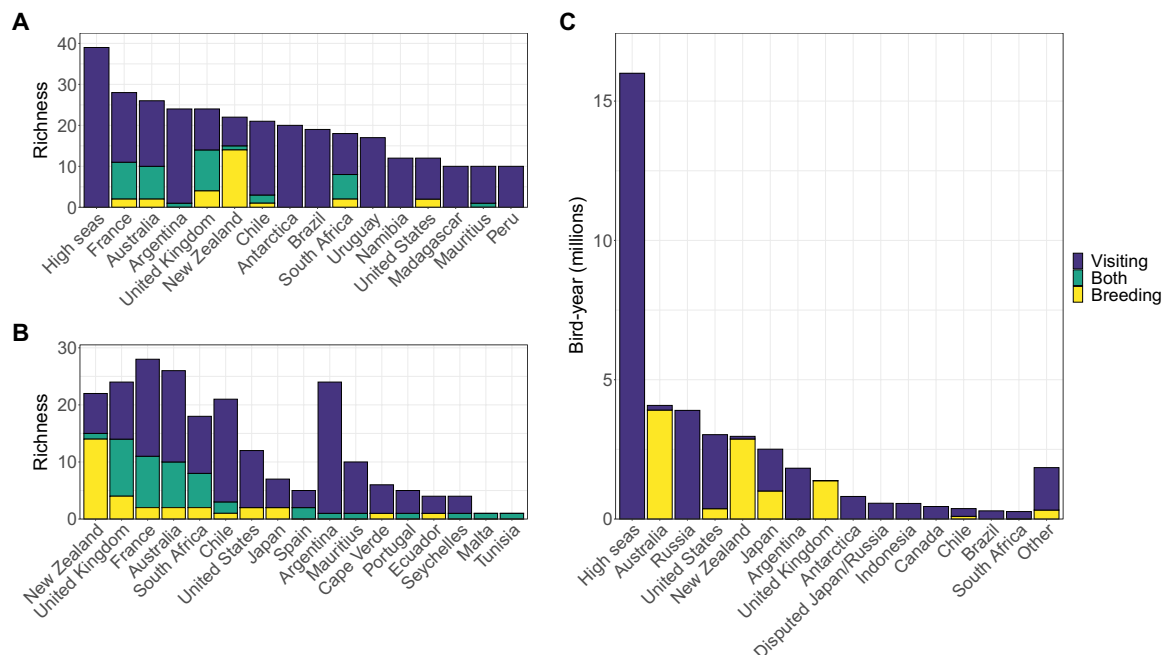 A
Richness
40
30
20
10
0
High seas
France
Australia
Argentina
United Kingdom
New Zealand
Chile
Antarctica
Brazil
South Africa
Uruguay
Namibia
United States
Madagascar
Mauritius
Peru
B
Richness
30
20
10
0
New Zealand
United Kingdom
France
Australia
South Africa
Chile
United States
Japan
Spain
Argentina
Mauritius
Cape Verde
Portugal
Ecuador
Seychelles
Malta
Tunisia
C
Bird-year (millions)
15
10
5
0
High seas
Australia
Russia
United States
New Zealand
Japan
Argentina
United Kingdom
Antarctica
Disputed Japan/Russia
Indonesia
Canada
Chile
Brazil
South Africa
Other
Visiting
Both
Breeding